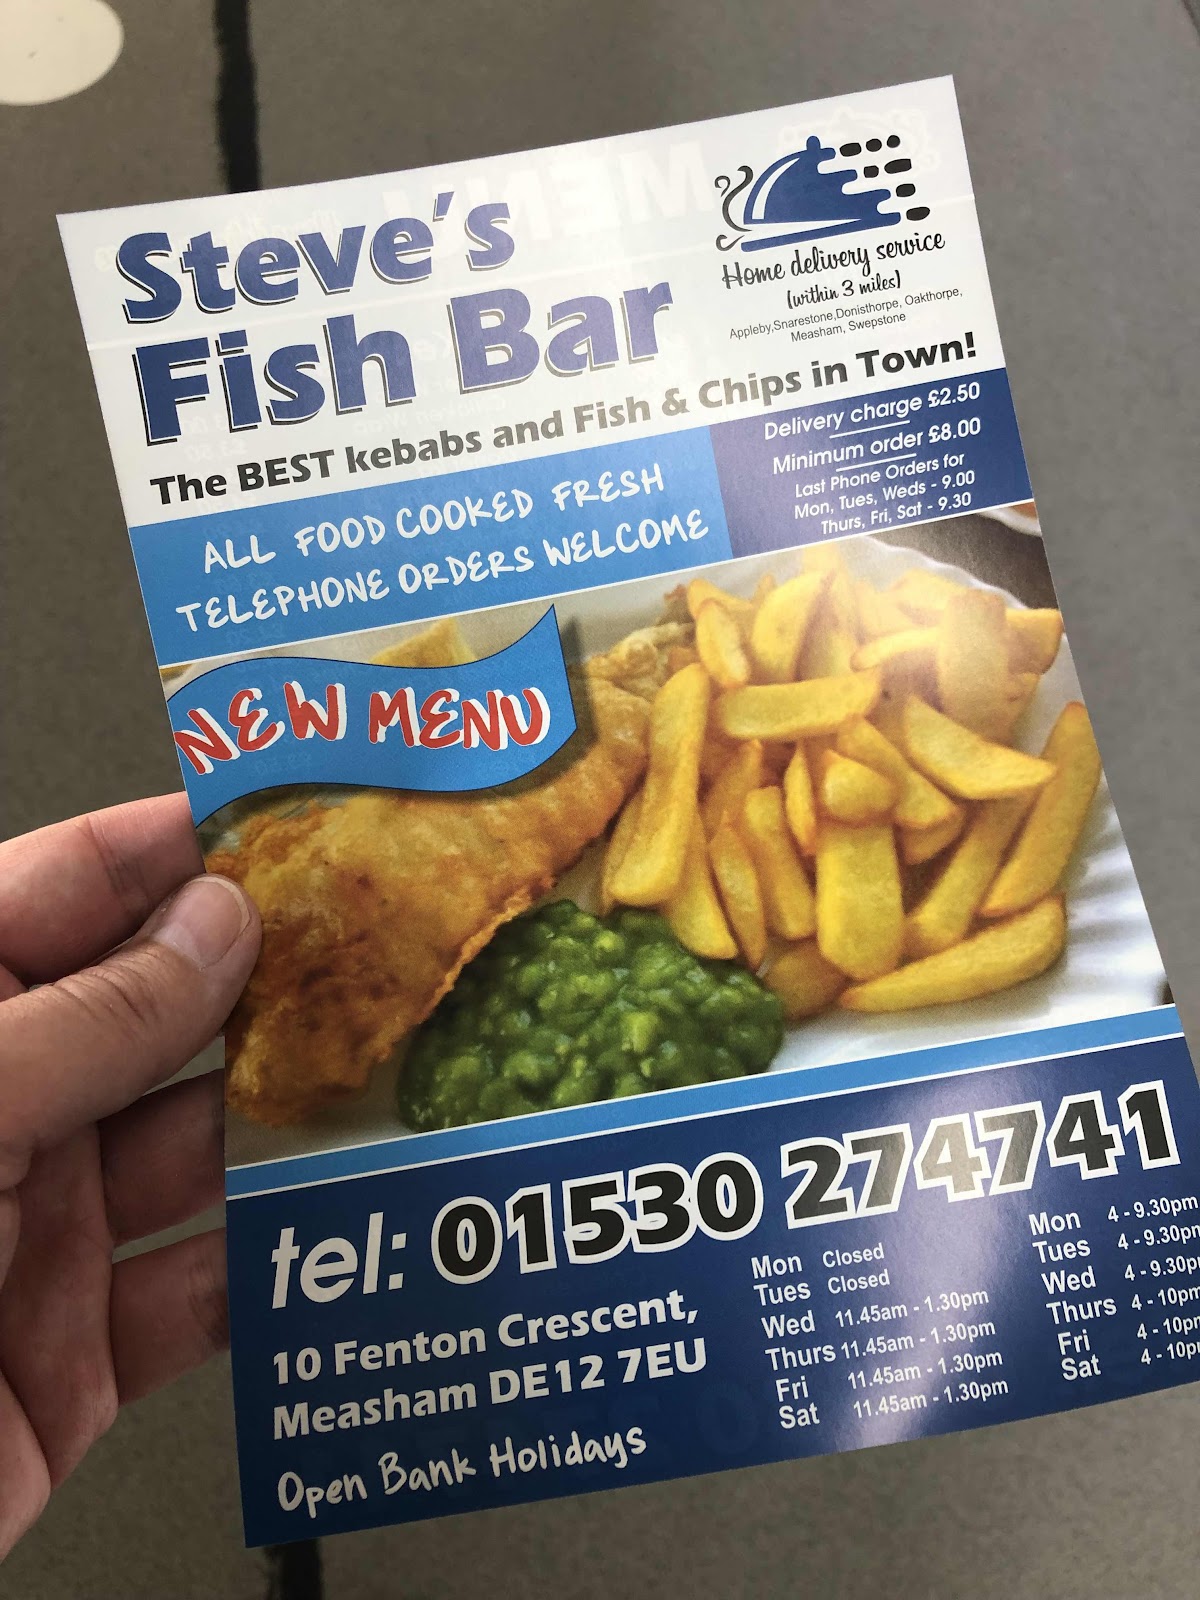 Steve's
Fish Bar
The BEST kebabs and Fish & Chips in Town!
Home delivery service
(within 3 miles)
Appleby,Snarestone,Donisthorpe, Oakthorpe,
Measham, Swepstone
ALL FOOD COOKED FRESH
TELEPHONE ORDERS WELCOME
Delivery charge £2.50
Minimum order £8.00
Last Phone Orders for
Mon, Tues, Weds - 9.00
Thurs, Fri, Sat - 9.30
NEW MENU
tel: 01530 274741
10 Fenton Crescent,
Measham DE12 7EU
Open Bank Holidays
Mon Closed
Tues Closed
Wed 11.45am - 1.30pm
Thurs 11.45am - 1.30pm
Fri 11.45am - 1.30pm
Sat 11.45am - 1.30pm
Mon 4 - 9.30pm
Tues 4 - 9.30pm
Wed 4 - 9.30pm
Thurs 4 - 10pm
Fri 4 - 10pm
Sat 4 - 10pm